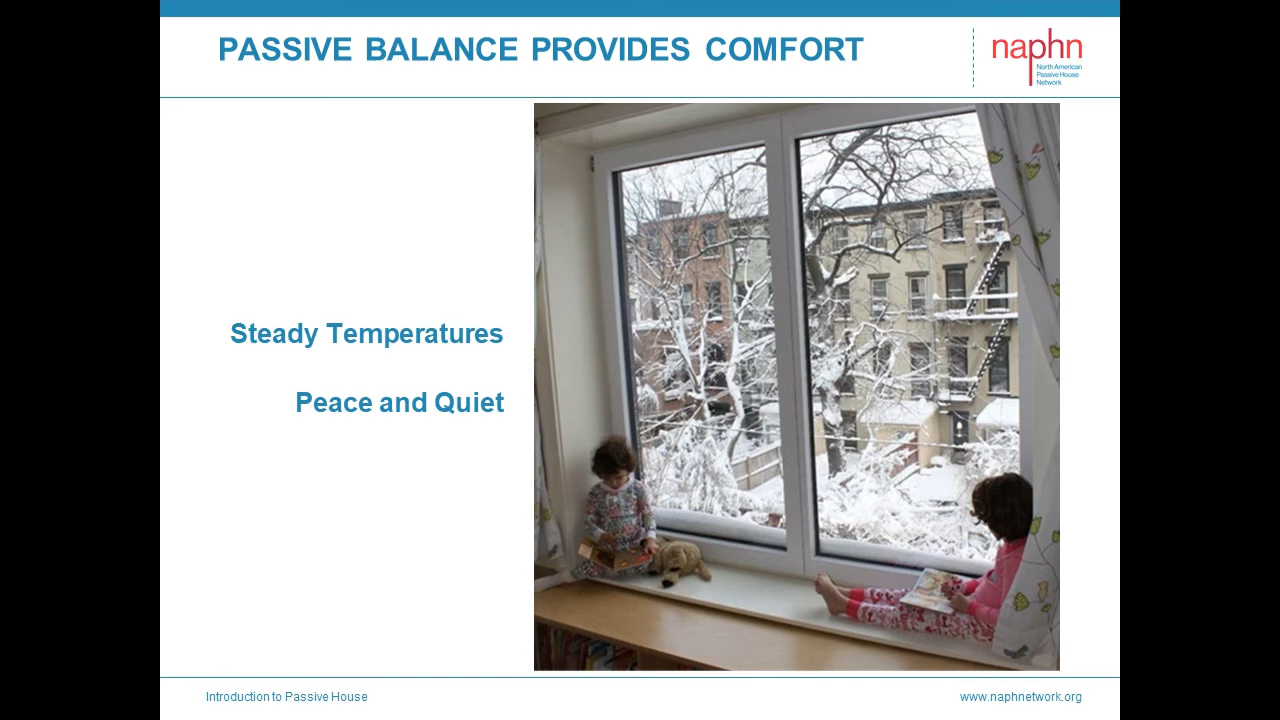 PASSIVE BALANCE PROVIDES COMFORT
naphn
North American
Passive House
Network
Steady Temperatures
Peace and Quiet
Introduction to Passive House
www.naphnetwork.org